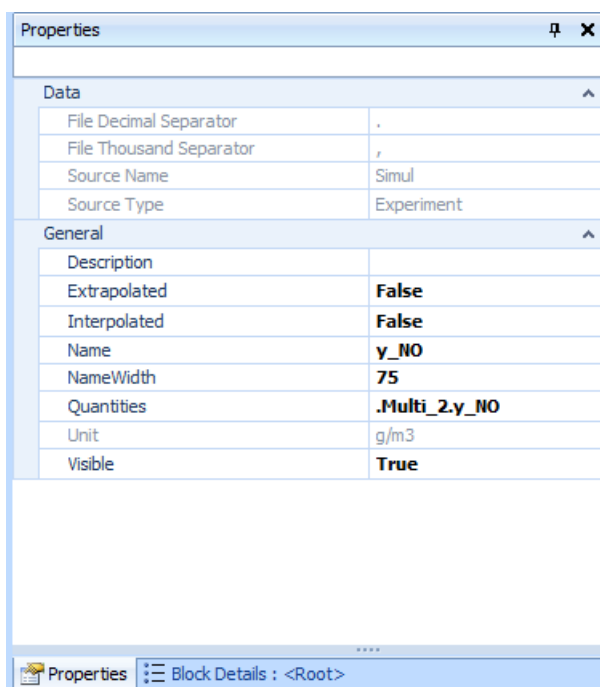 Properties
Data
File Decimal Separator .
File Thousand Separator ,
Source Name Simul
Source Type Experiment
General
Description
Extrapolated False
Interpolated False
Name y_NO
NameWidth 75
Quantities .Multi_2.y_NO
Unit g/m3
Visible True
Properties Block Details : <Root>